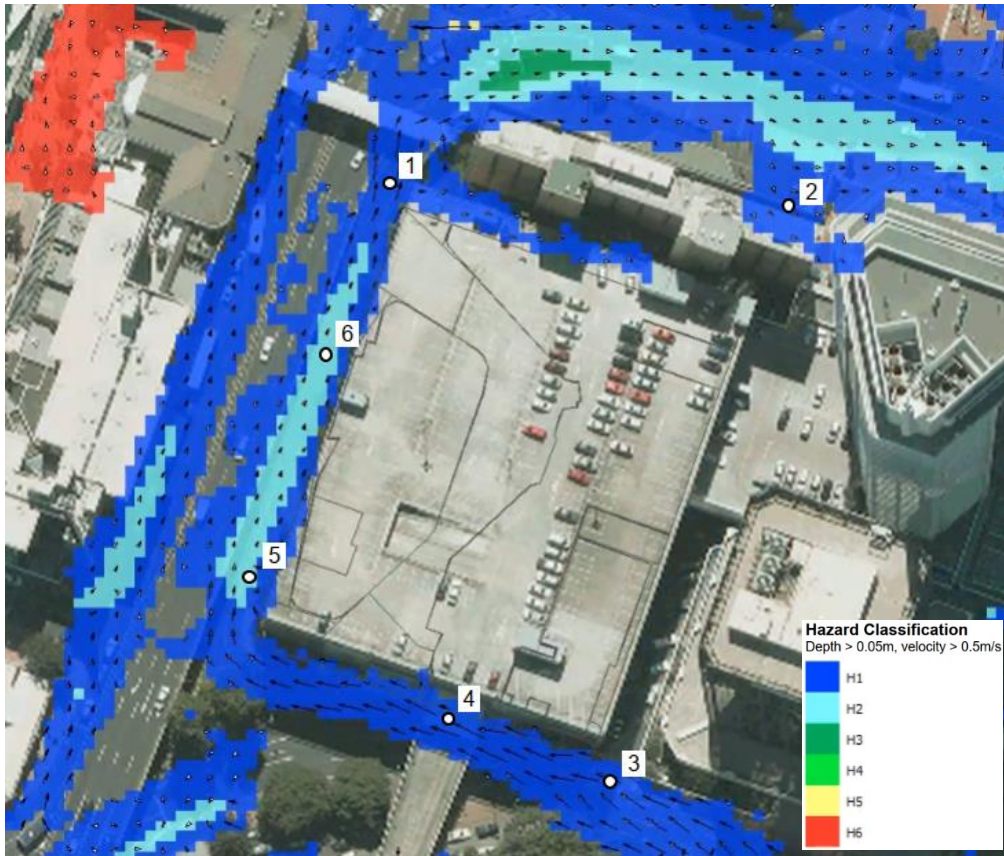 1
2
6
5
4
3
Hazard Classification
Depth > 0.05m, velocity > 0.5m/s
H1
H2
H3
H4
H5
H6